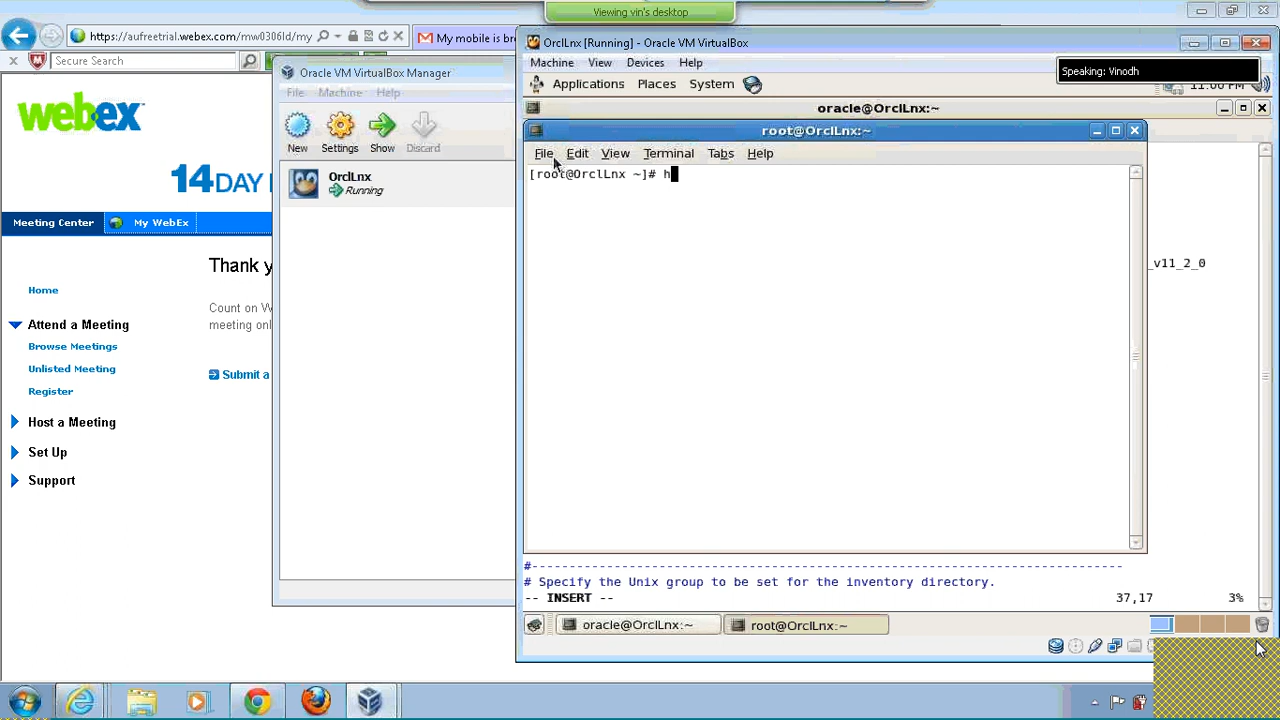 Viewing vin's desktop
https://aufreetrial.webex.com/mw0306ld/my
My mobile is br
Secure Search
webex
14 DAY
Meeting Center
My WebEx
Home
Attend a Meeting
Browse Meetings
Unlisted Meeting
Register
Host a Meeting
Set Up
Support
Thank y
Count on W
meeting onl
Submit a
Oracle VM VirtualBox Manager
File Machine Help
New Settings Show Discard
OrclLnx
Running
OrclLnx [Running] - Oracle VM VirtualBox
Machine View Devices Help
Speaking: Vinodh
Applications Places System
11:00 PM
oracle@OrclLnx:~
root@OrclLnx:~
File Edit View Terminal Tabs Help
[root@OrclLnx ~]# h
_v11_2_0
#-------------------------------------------------------------------------
# Specify the Unix group to be set for the inventory directory.
-- INSERT --
37,17
3%
oracle@OrclLnx:~
root@OrclLnx:~